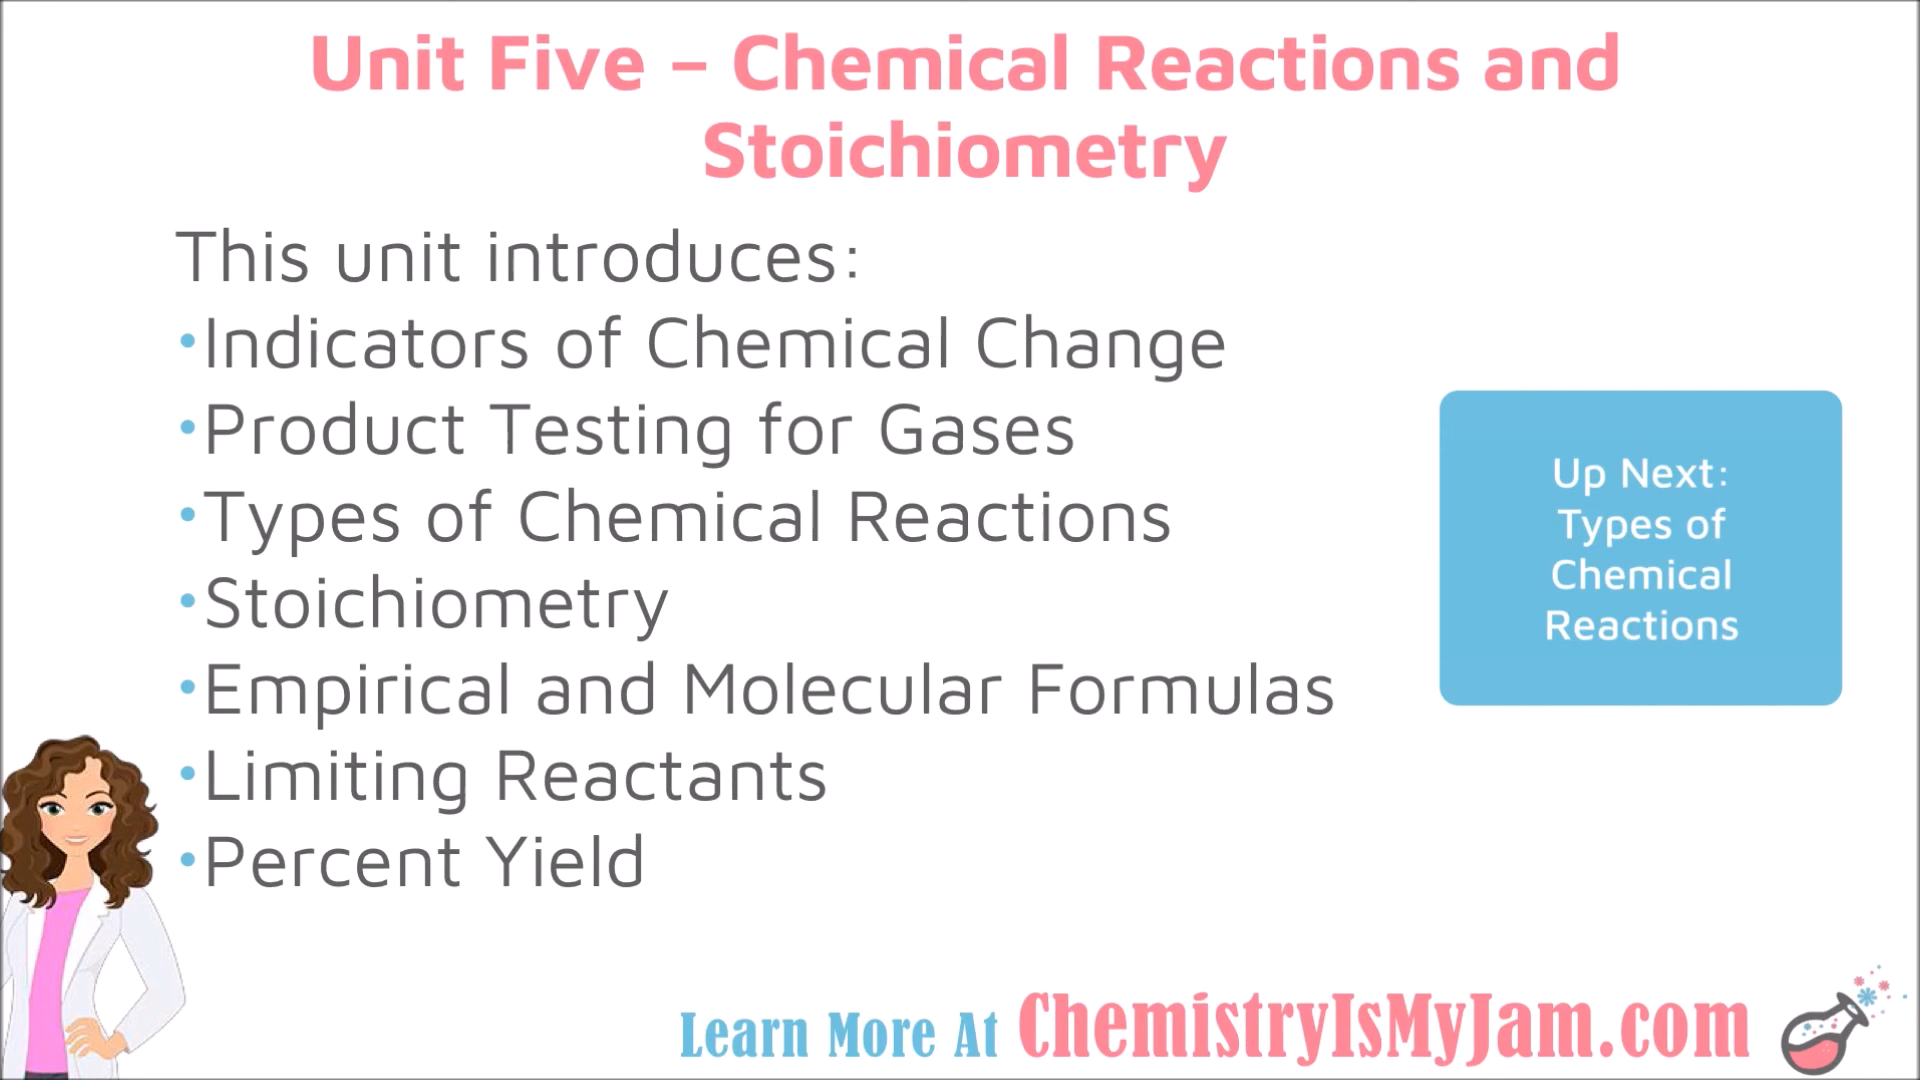 Unit Five – Chemical Reactions and
Stoichiometry
This unit introduces:
•Indicators of Chemical Change
•Product Testing for Gases
•Types of Chemical Reactions
•Stoichiometry
•Empirical and Molecular Formulas
•Limiting Reactants
•Percent Yield
Up Next:
Types of
Chemical
Reactions
Learn More At ChemistryIsMyJam.com